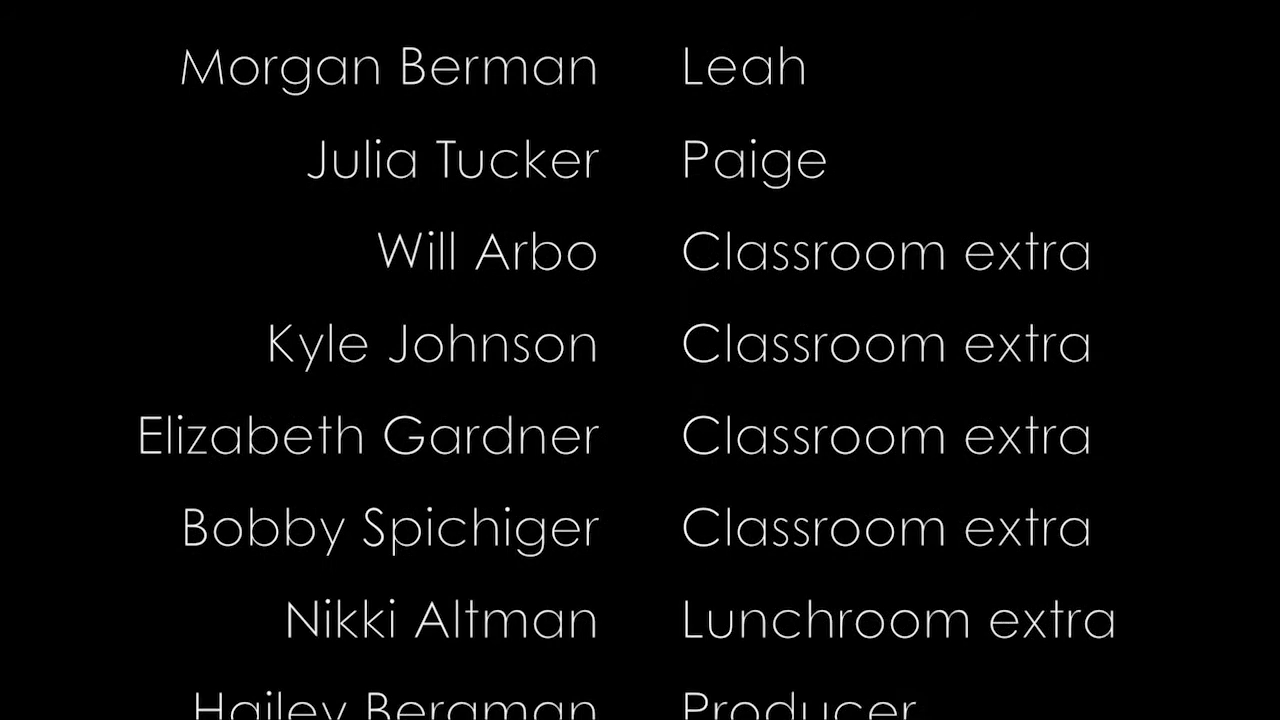 Morgan Berman Leah
Julia Tucker Paige
Will Arbo Classroom extra
Kyle Johnson Classroom extra
Elizabeth Gardner Classroom extra
Bobby Spichiger Classroom extra
Nikki Altman Lunchroom extra
Hailey Bergman Producer